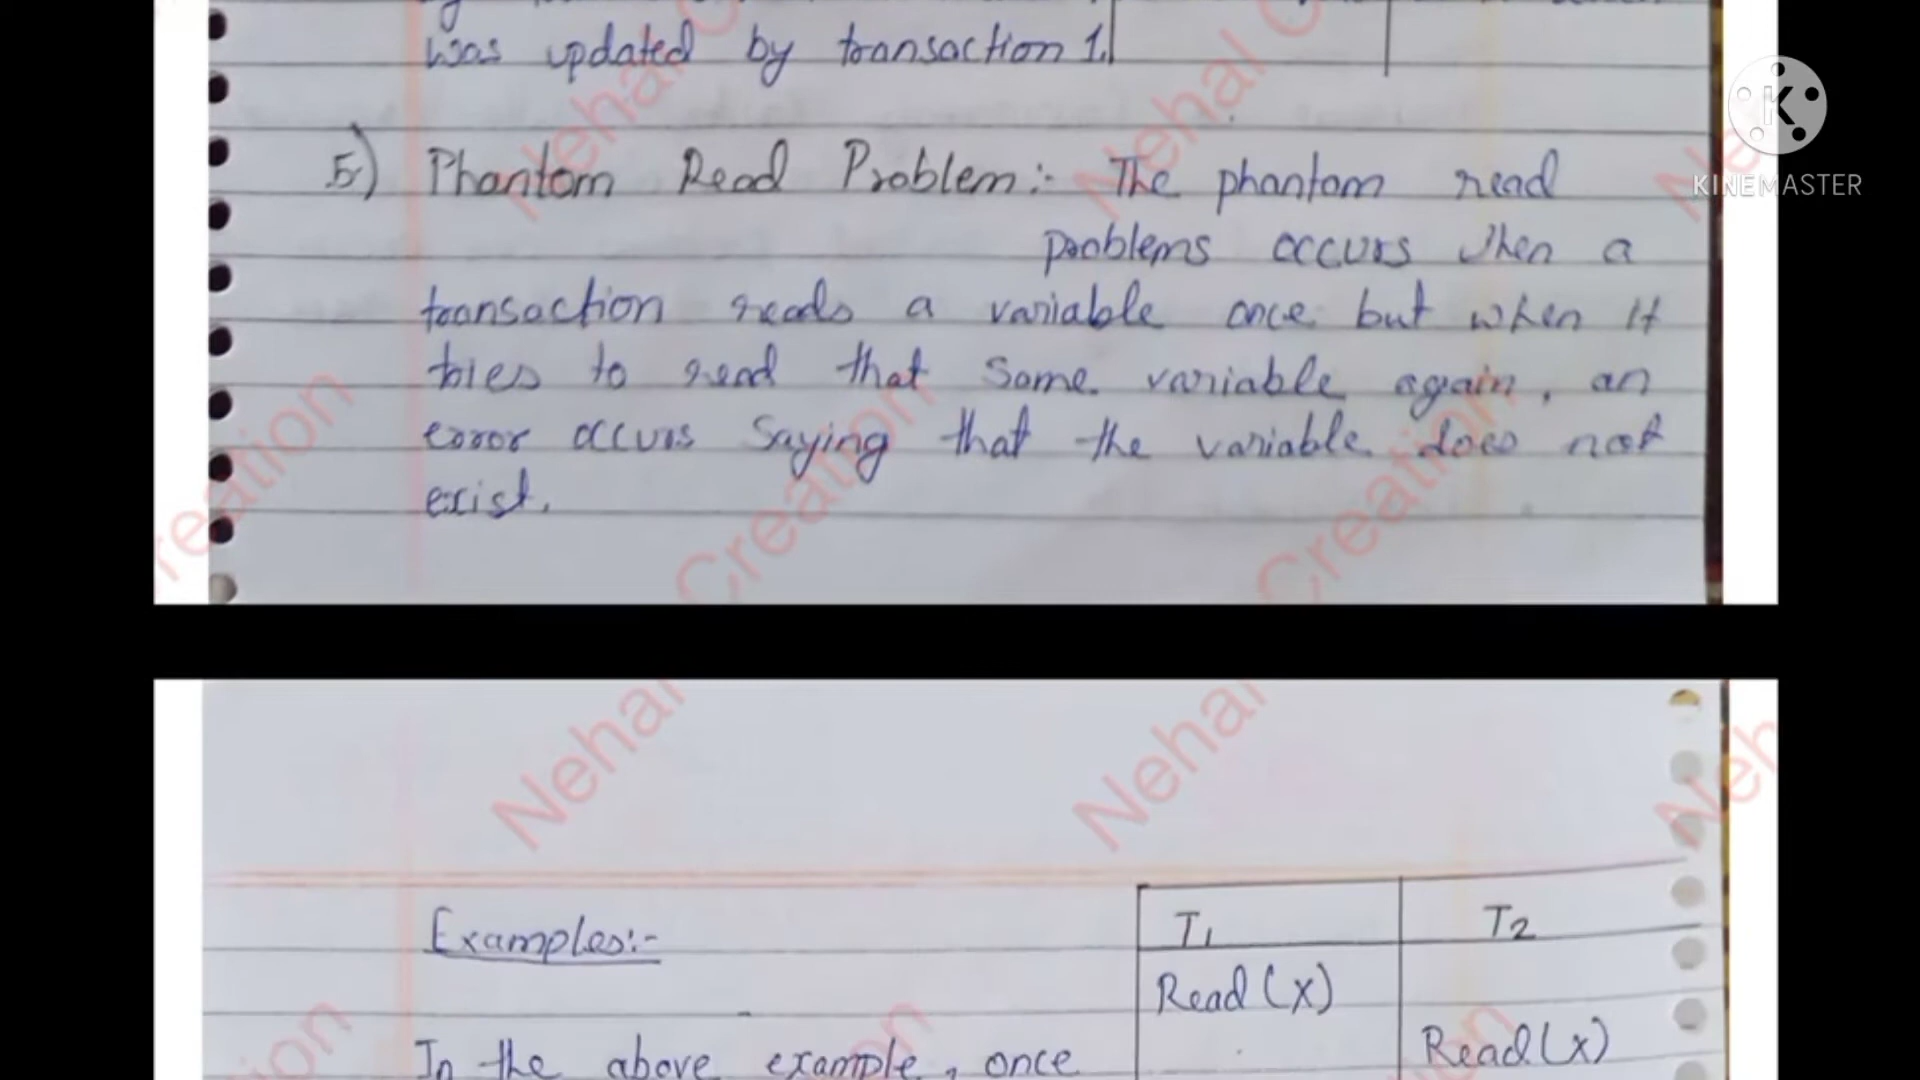 was updated by transaction 1.
KINEMASTER
5) Phantom Read Problem:- The phantom read
problems occurs when a
transaction reads a variable once but when it
tries to read that same variable again, an
error occurs saying that the variable does not
exist.
Nehal Creation
Examples:-
T1 T2
Read (X)
Read (X)
In the above example, once